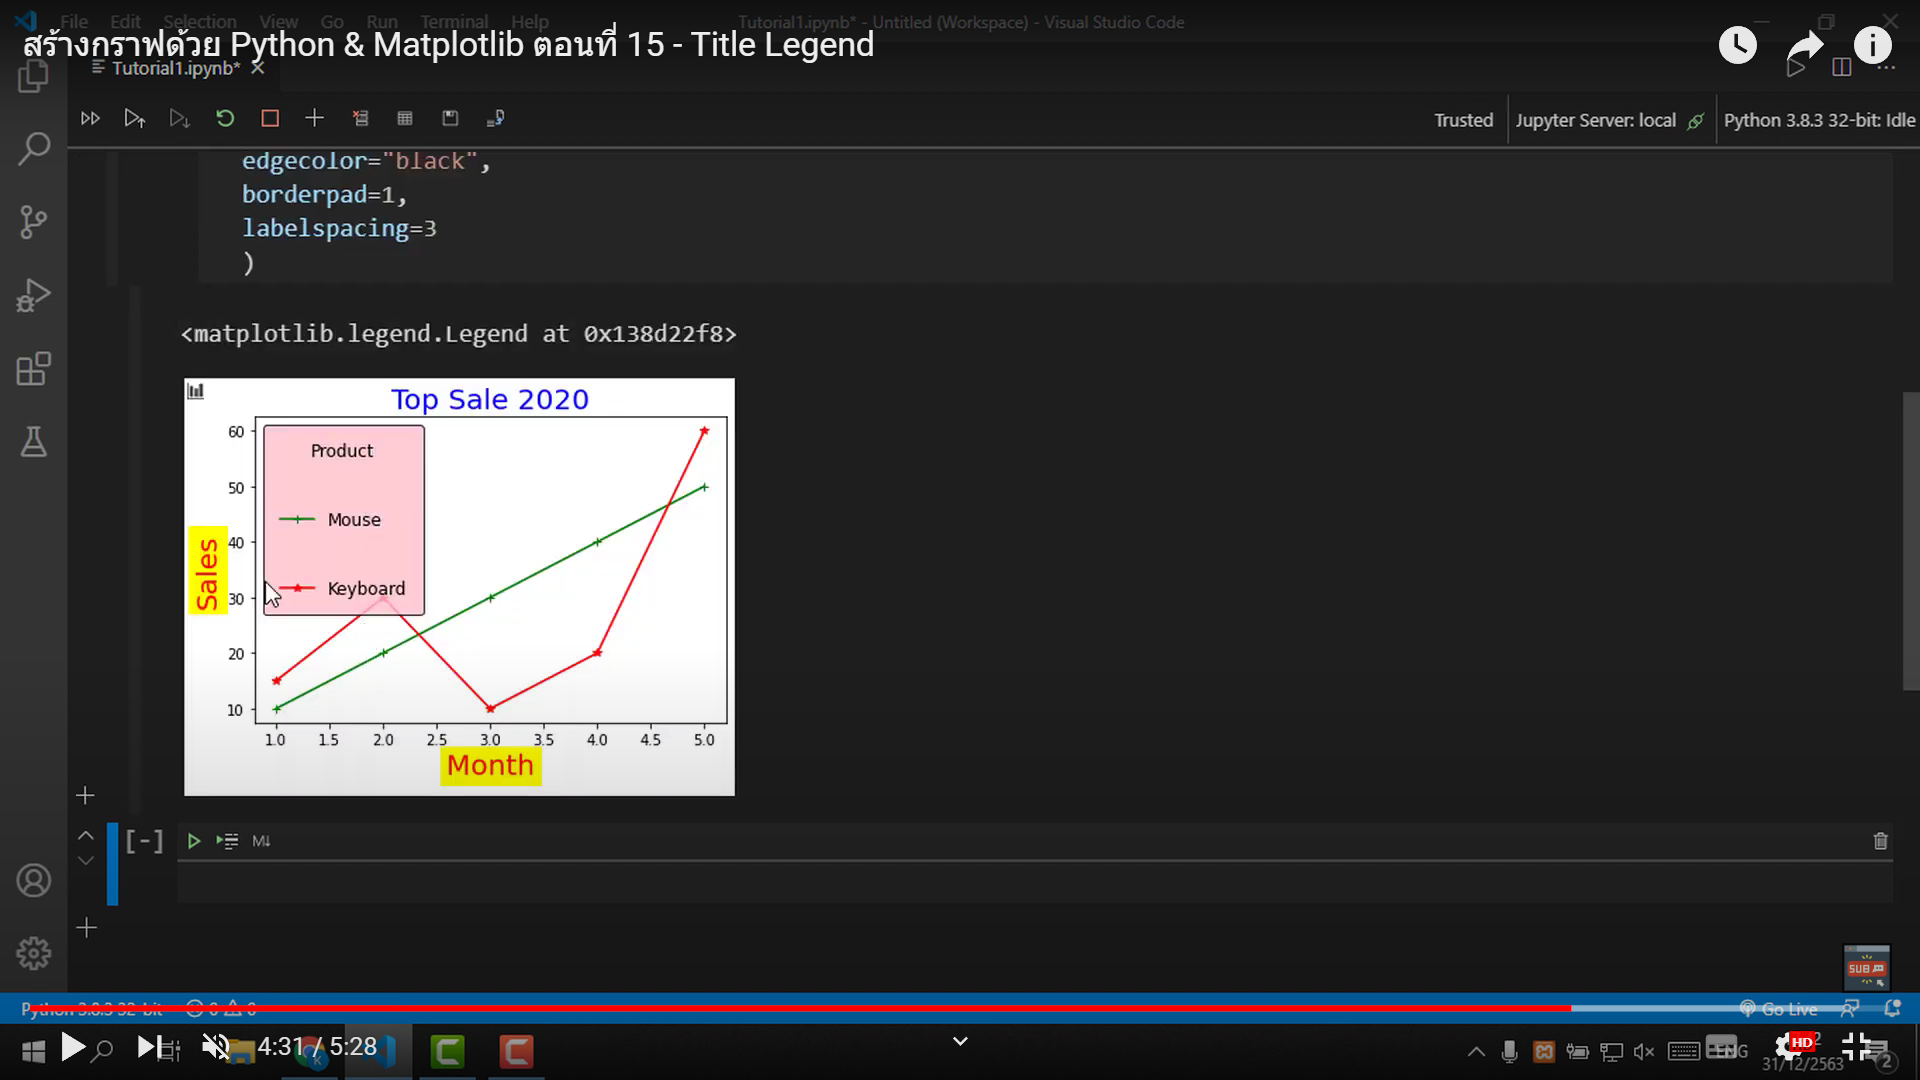 File Edit Selection View Go Run Terminal Help
Tutorial1.ipynb* - Untitled (Workspace) - Visual Studio Code
สร้างกราฟด้วย Python & Matplotlib ตอนที่ 15 - Title Legend
Tutorial1.ipynb*
Trusted
Jupyter Server: local
Python 3.8.3 32-bit: Idle
edgecolor="black",
borderpad=1,
labelspacing=3
)
<matplotlib.legend.Legend at 0x138d22f8>
Top Sale 2020
Product
Mouse
Keyboard
Sales
60
50
40
30
20
10
1.0 1.5 2.0 2.5 3.0 3.5 4.0 4.5 5.0
Month
[-]
M↓
SUB
Python 3.8.3 32-bit
0 0
Go Live
4:31 / 5:28
HD
ENG
31/12/2563
2